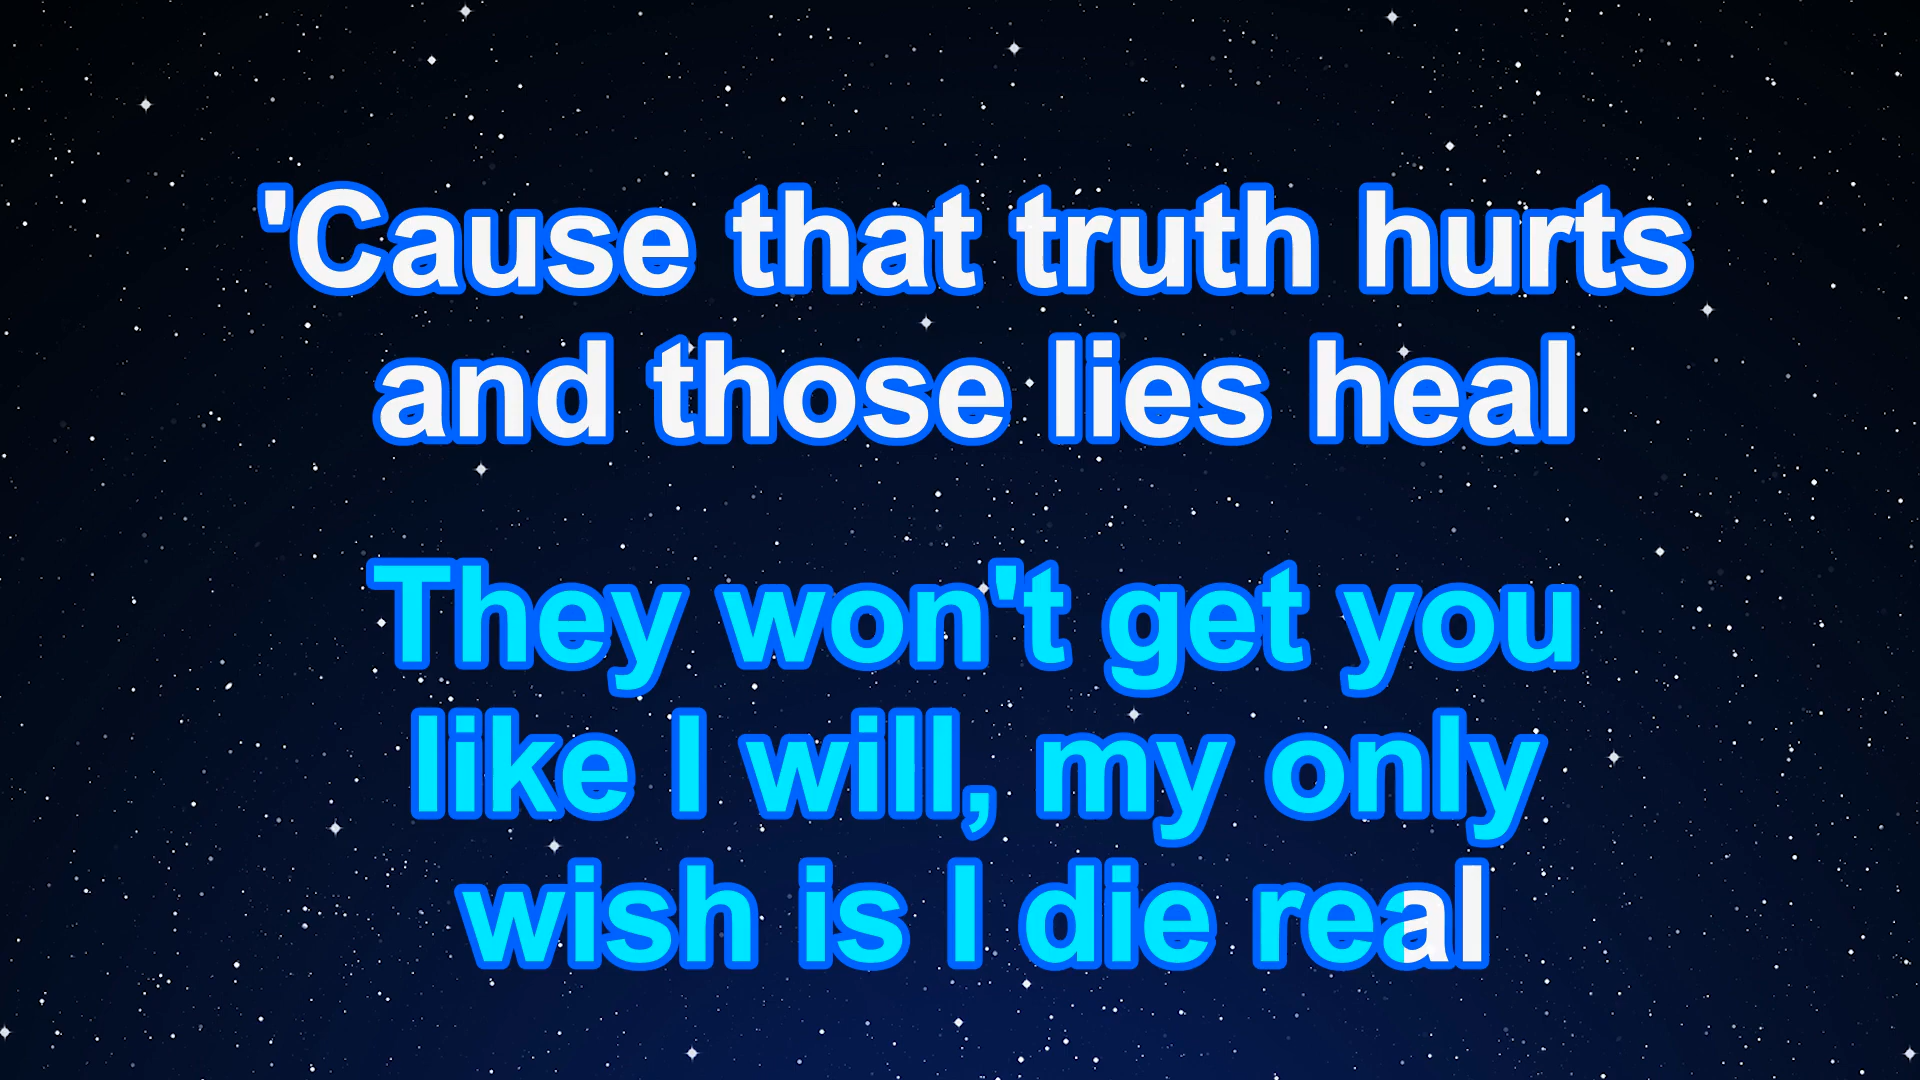 'Cause that truth hurts
and those lies heal
They won't get you
like I will, my only
wish is I die real